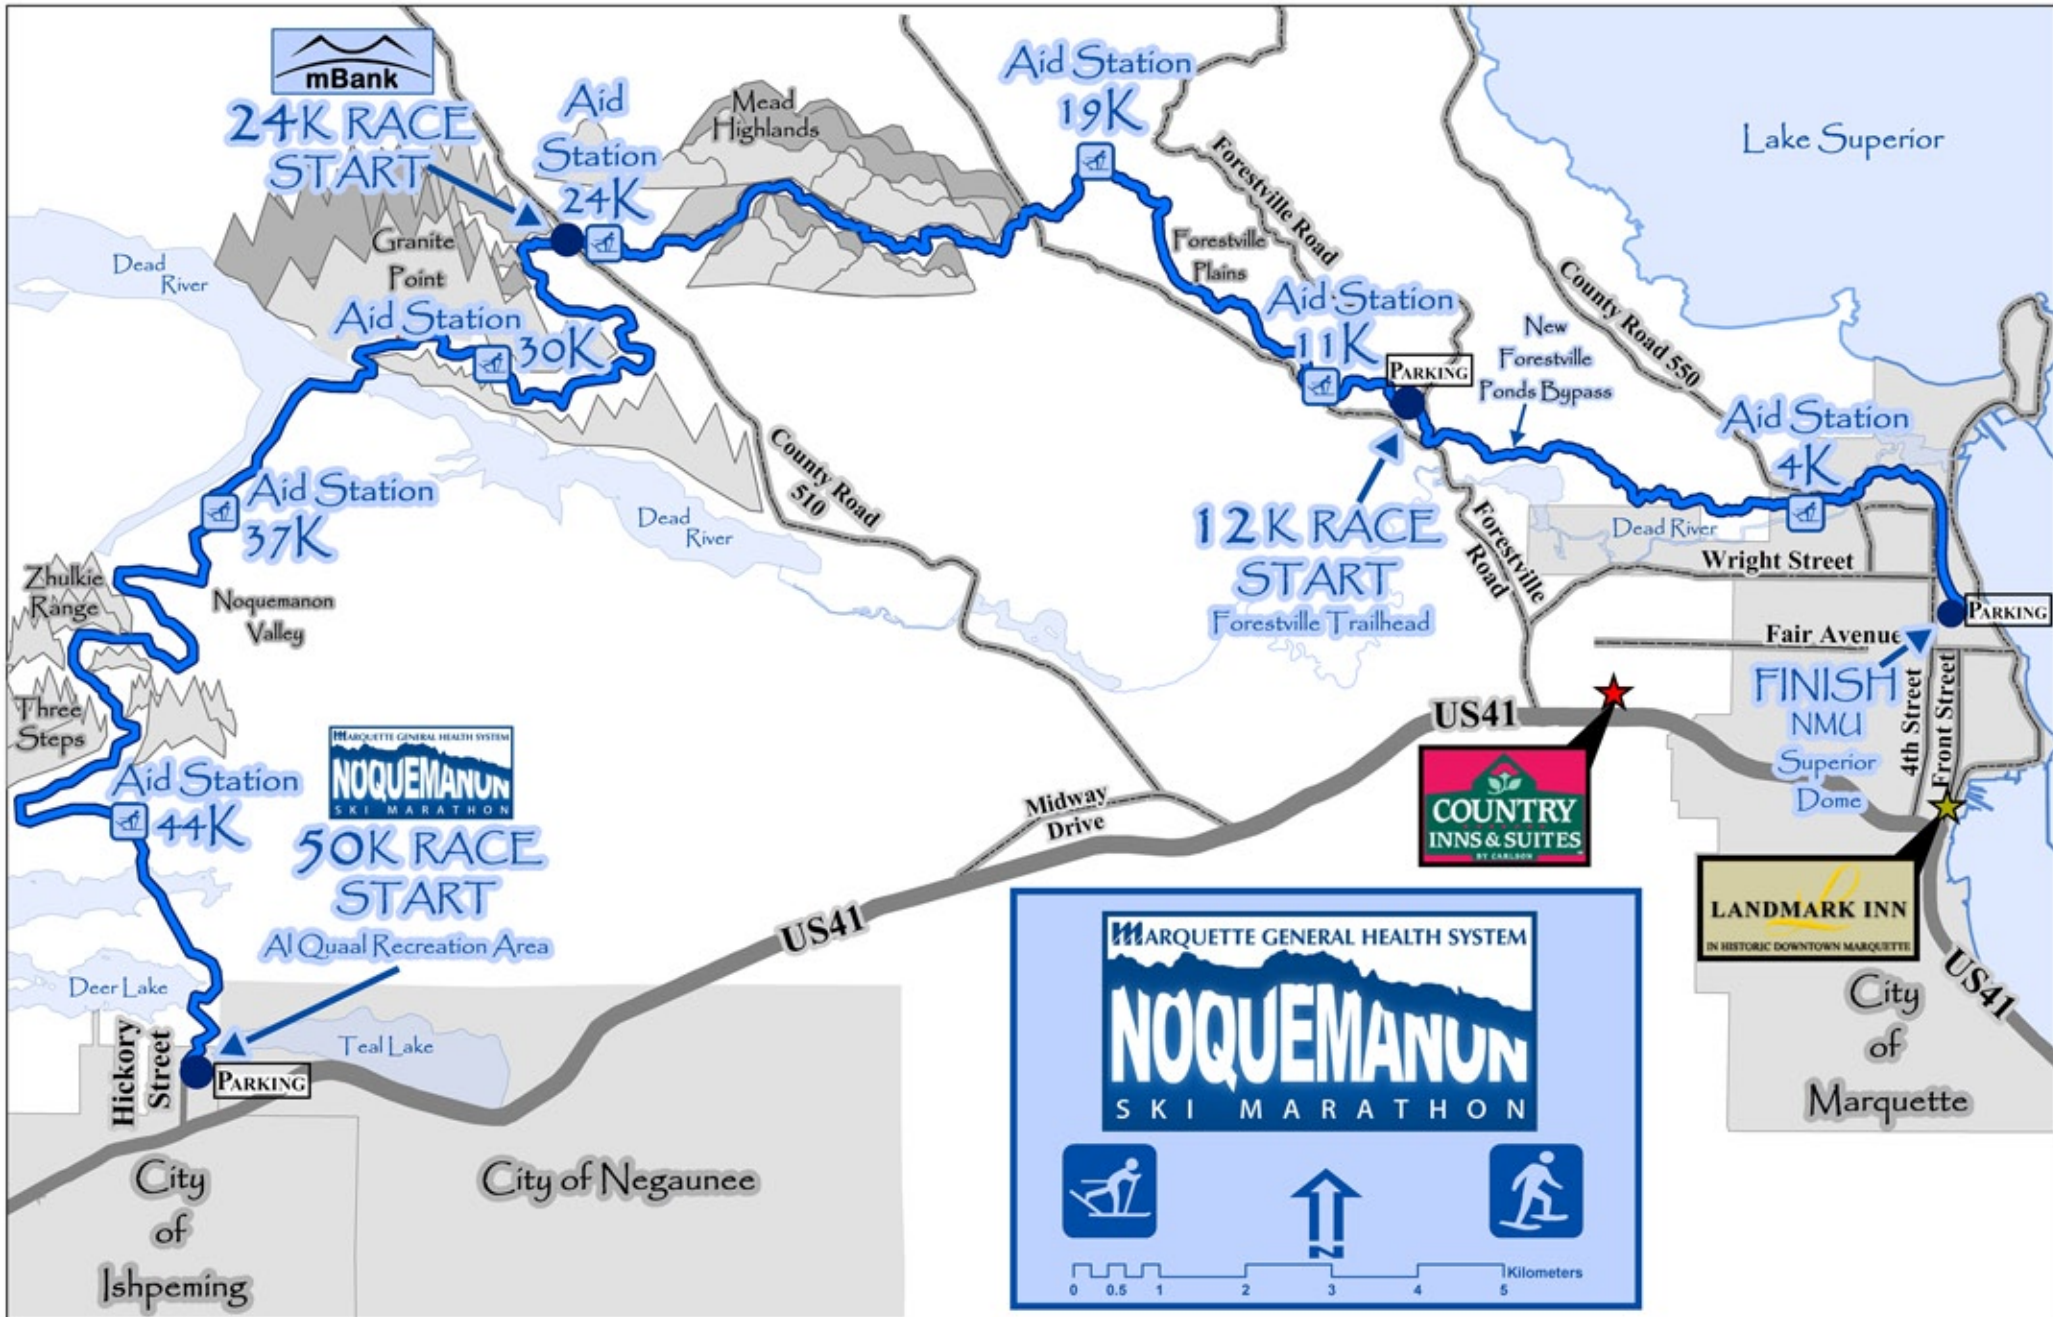 mBank
24K RACE
START
Aid
Station
24K
Mead
Highlands
Aid Station
19K
Forestville Road
Lake Superior
Dead
River
Granite
Point
Aid Station
30K
Forestville
Plains
Aid Station
11K
PARKING
New
Forestville
Ponds Bypass
County Road 550
Aid Station
4K
County Road
510
Aid Station
37K
Dead
River
12K RACE
START
Forestville Trailhead
Forestville
Road
Dead River
Wright Street
Zhulkie
Range
Noquemanon
Valley
Fair Avenue
PARKING
FINISH
NMU
Superior
Dome
4th Street
Front Street
Three
Steps
US41
COUNTRY
INNS & SUITES
BY CARLSON
Aid Station
44K
MARQUETTE GENERAL HEALTH SYSTEM
NOQUEMANUN
SKI MARATHON
50K RACE
START
Al Quaal Recreation Area
Midway
Drive
US41
LANDMARK INN
IN HISTORIC DOWNTOWN MARQUETTE
US41
Deer Lake
Hickory
Street
Teal Lake
PARKING
City
of
Marquette
City
of
Ishpeming
City of Negaunee
MARQUETTE GENERAL HEALTH SYSTEM
NOQUEMANUN
SKI MARATHON
N
Kilometers
0 0.5 1 2 3 4 5